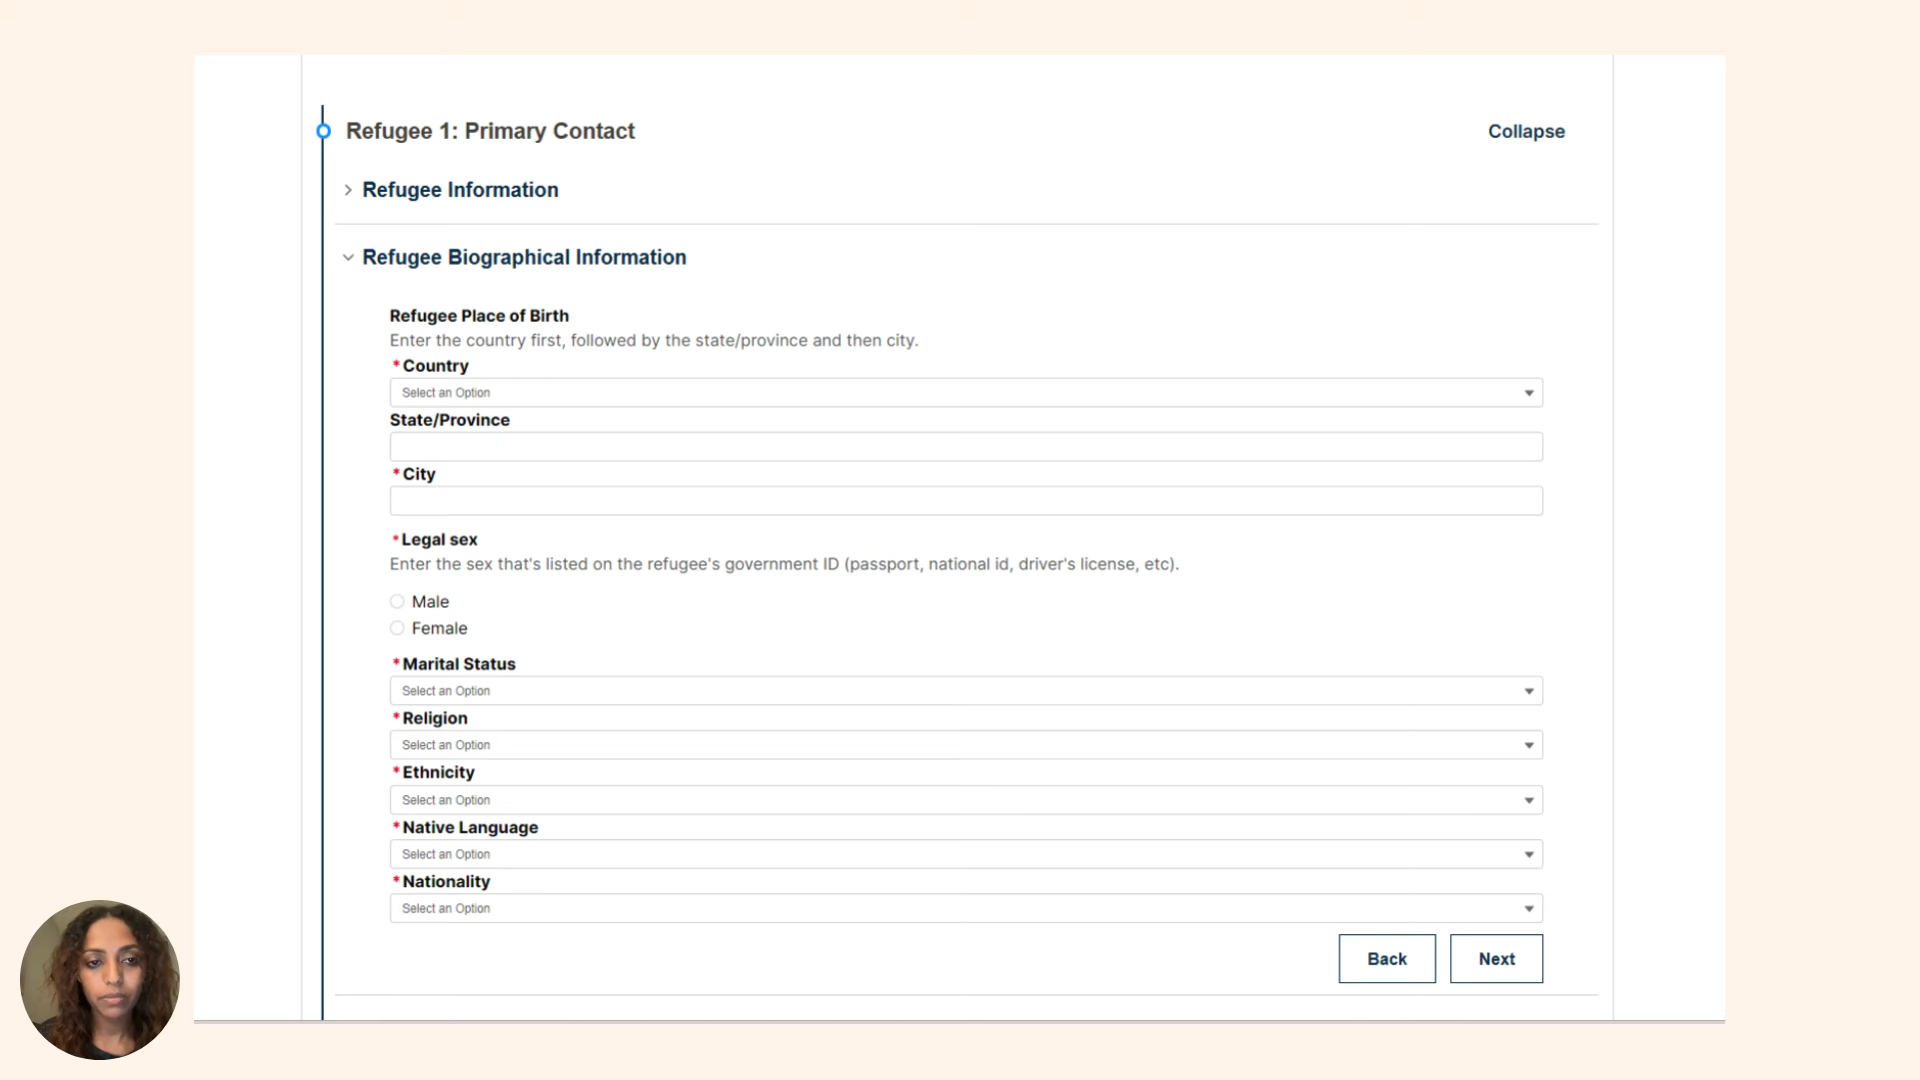 Refugee 1: Primary Contact
Collapse
Refugee Information
Refugee Biographical Information
Refugee Place of Birth
Enter the country first, followed by the state/province and then city.
*Country
Select an Option
State/Province
*City
*Legal sex
Enter the sex that's listed on the refugee's government ID (passport, national id, driver's license, etc).
Male
Female
*Marital Status
Select an Option
*Religion
Select an Option
*Ethnicity
Select an Option
*Native Language
Select an Option
*Nationality
Select an Option
Back
Next